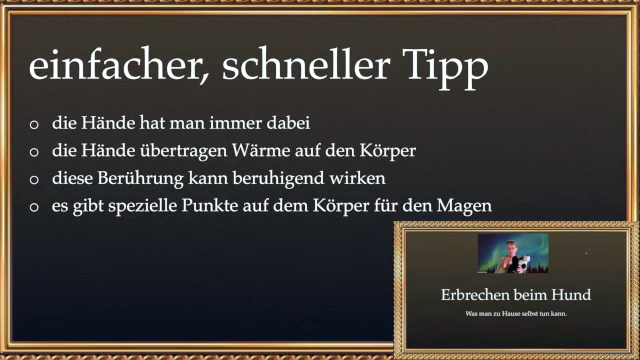 einfacher, schneller Tipp
die Hände hat man immer dabei
die Hände übertragen Wärme auf den Körper
diese Berührung kann beruhigend wirken
es gibt spezielle Punkte auf dem Körper für den Magen
Erbrechen beim Hund
Was man zu Hause selbst tun kann.